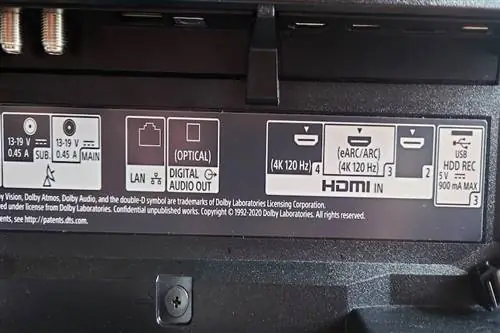 13-19 V
0.45 A
SUB.
13-19 V
0.45 A
MAIN
LAN
(OPTICAL)
DIGITAL
AUDIO OUT
(4K 120 Hz)
4
(eARC/ARC)
(4K 120 Hz)
3
2
HDMI IN
USB
HDD REC
5 V
900 mA MAX.
3
Vision, Dolby Atmos, Dolby Audio, and the double-D symbol are trademarks of Dolby Laboratories Licensing Corporation.
under license from Dolby Laboratories. Confidential unpublished works. Copyright © 1992-2020 Dolby Laboratories. All rights reserved.
see http://patents.dts.com.